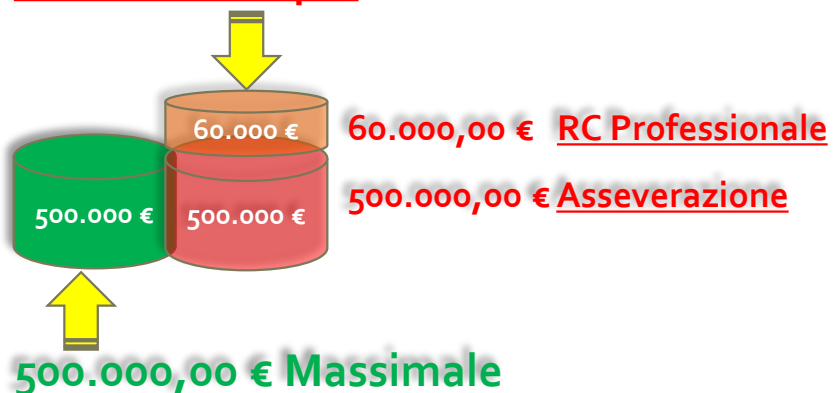 60.000 €
60.000,00 € RC Professionale
500.000 €
500.000 €
500.000,00 € Asseverazione
500.000,00 € Massimale